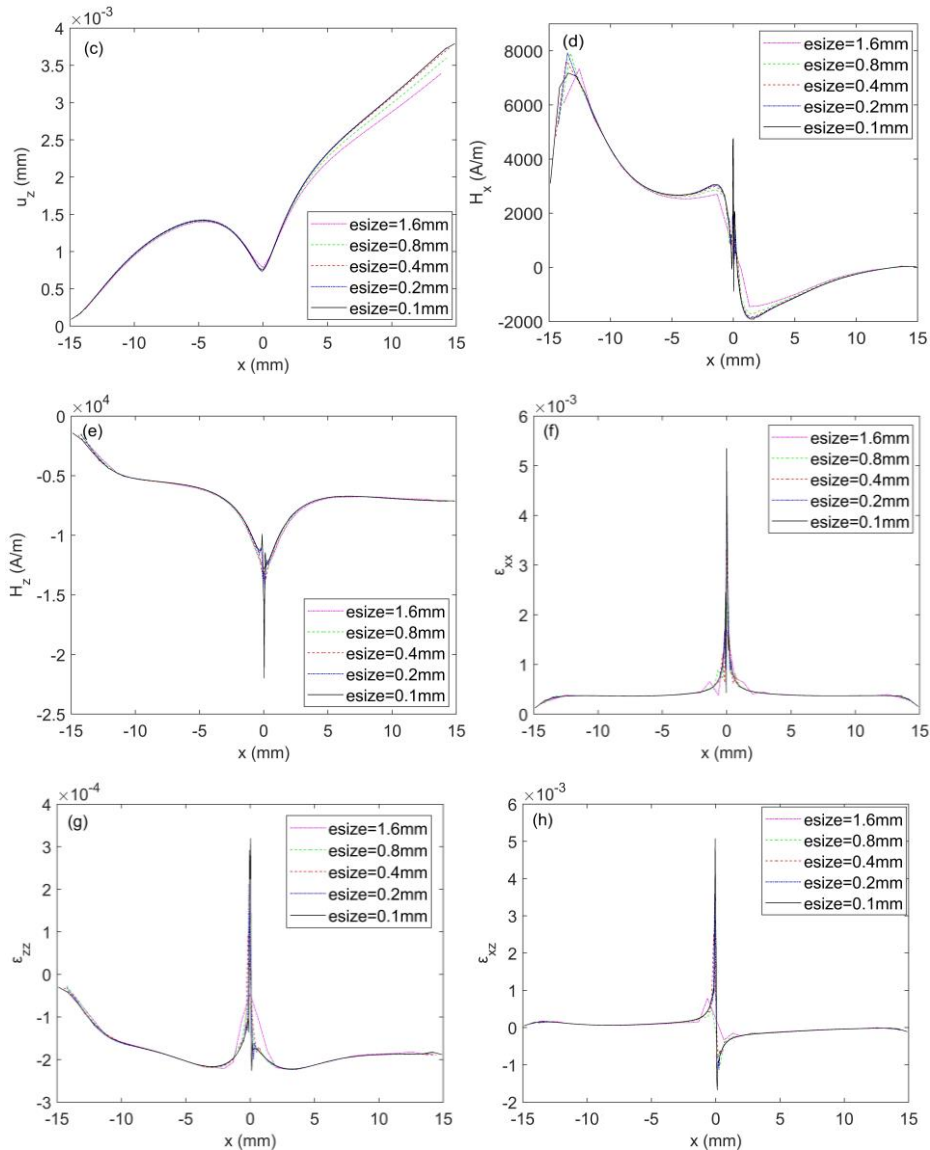 ×10⁻³
(c)
4
3.5
3
2.5
2
1.5
1
0.5
0
u_z (mm)
esize=1.6mm
esize=0.8mm
esize=0.4mm
esize=0.2mm
esize=0.1mm
-15 -10 -5 0 5 10 15
x (mm)
(d)
8000
6000
4000
2000
0
-2000
H_x (A/m)
esize=1.6mm
esize=0.8mm
esize=0.4mm
esize=0.2mm
esize=0.1mm
-15 -10 -5 0 5 10 15
x (mm)
×10⁴
(e)
0
-0.5
-1
-1.5
-2
-2.5
H_z (A/m)
esize=1.6mm
esize=0.8mm
esize=0.4mm
esize=0.2mm
esize=0.1mm
-15 -10 -5 0 5 10 15
x (mm)
×10⁻³
(f)
6
5
4
3
2
1
0
ε_xx
esize=1.6mm
esize=0.8mm
esize=0.4mm
esize=0.2mm
esize=0.1mm
-15 -10 -5 0 5 10 15
x (mm)
×10⁻⁴
(g)
4
3
2
1
0
-1
-2
-3
ε_zz
esize=1.6mm
esize=0.8mm
esize=0.4mm
esize=0.2mm
esize=0.1mm
-15 -10 -5 0 5 10 15
x (mm)
×10⁻³
(h)
6
5
4
3
2
1
0
-1
-2
ε_xz
esize=1.6mm
esize=0.8mm
esize=0.4mm
esize=0.2mm
esize=0.1mm
-15 -10 -5 0 5 10 15
x (mm)